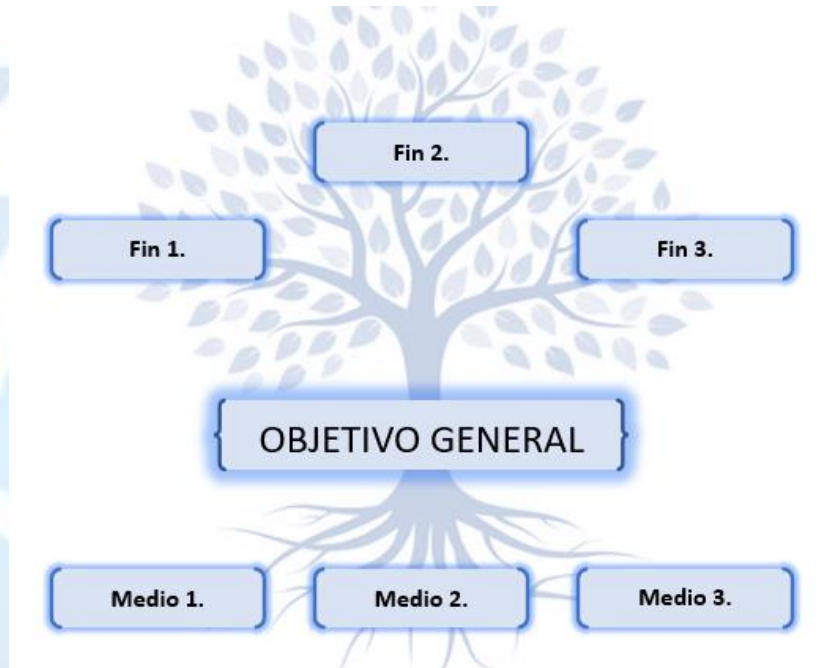 Fin 2.
Fin 1.
Fin 3.
OBJETIVO GENERAL
Medio 1.
Medio 2.
Medio 3.